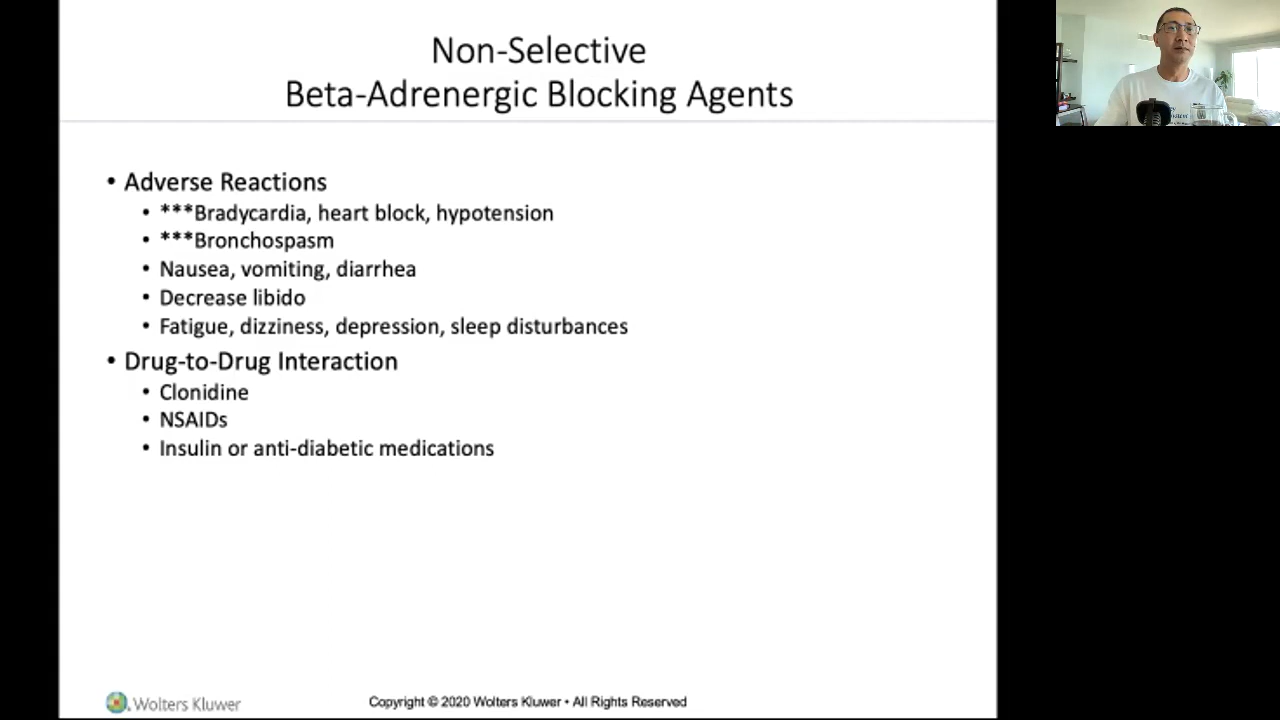 Non-Selective
Beta-Adrenergic Blocking Agents
• Adverse Reactions
• ***Bradycardia, heart block, hypotension
• ***Bronchospasm
• Nausea, vomiting, diarrhea
• Decrease libido
• Fatigue, dizziness, depression, sleep disturbances
• Drug-to-Drug Interaction
• Clonidine
• NSAIDs
• Insulin or anti-diabetic medications
Wolters Kluwer
Copyright © 2020 Wolters Kluwer • All Rights Reserved